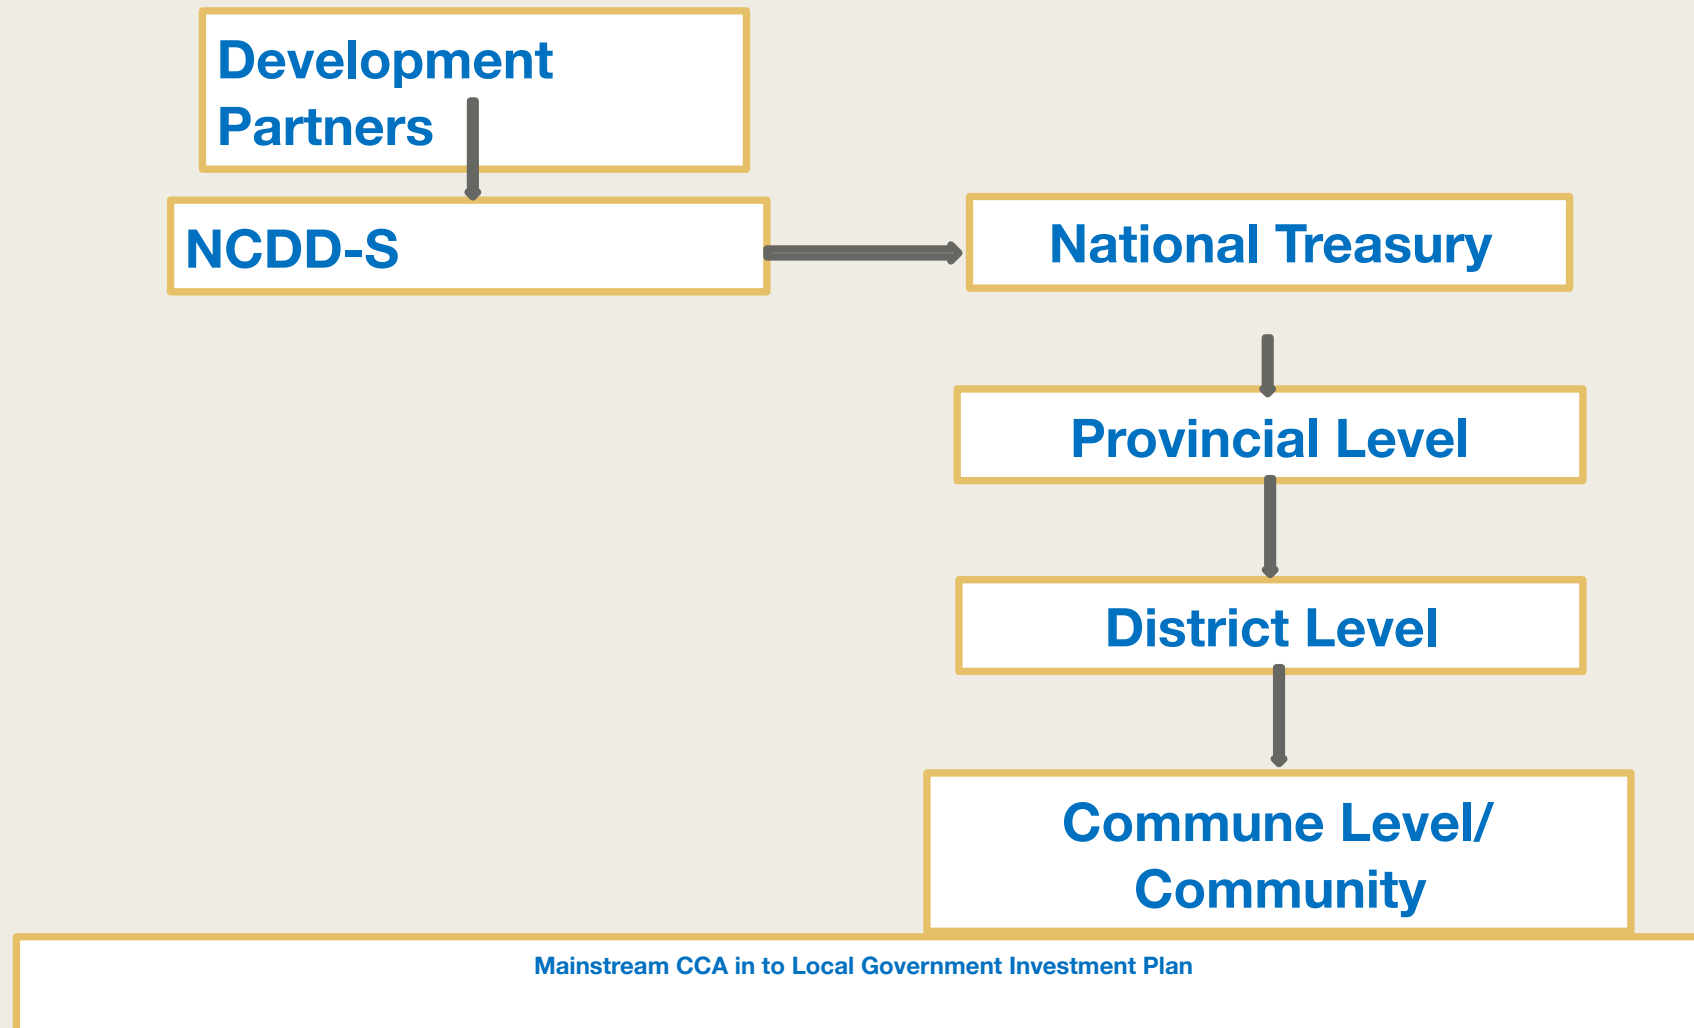 Development
Partners
NCDD-S
National Treasury
Provincial Level
District Level
Commune Level/
Community
Mainstream CCA in to Local Government Investment Plan